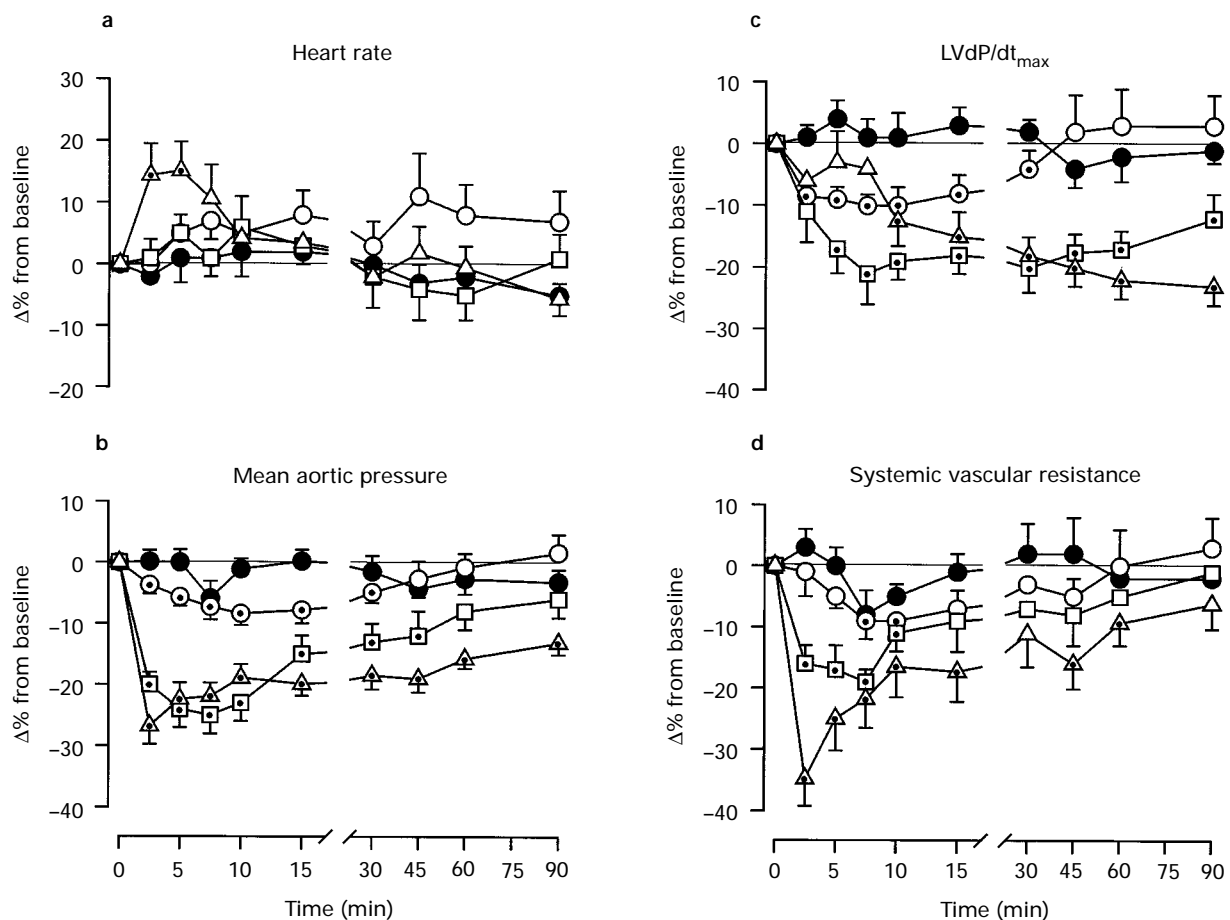 a
Heart rate
30
20
10
0
−10
−20
Δ% from baseline
b
Mean aortic pressure
10
0
−10
−20
−30
−40
Δ% from baseline
0 5 10 15 30 45 60 75 90
Time (min)
c
LVdP/dtmax
10
0
−10
−20
−30
−40
Δ% from baseline
d
Systemic vascular resistance
10
0
−10
−20
−30
−40
Δ% from baseline
0 5 10 15 30 45 60 75 90
Time (min)